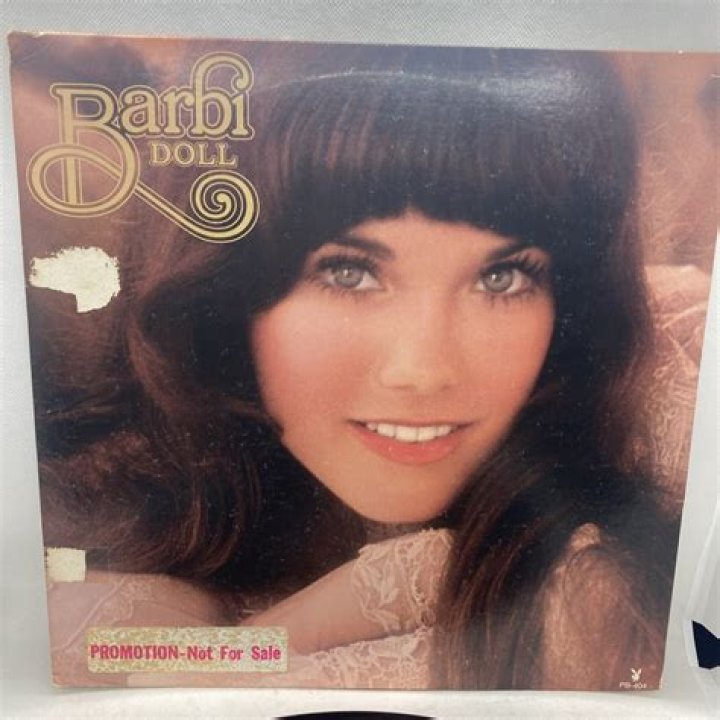 Barbi
DOLL
PROMOTION-Not For Sale
PB-404